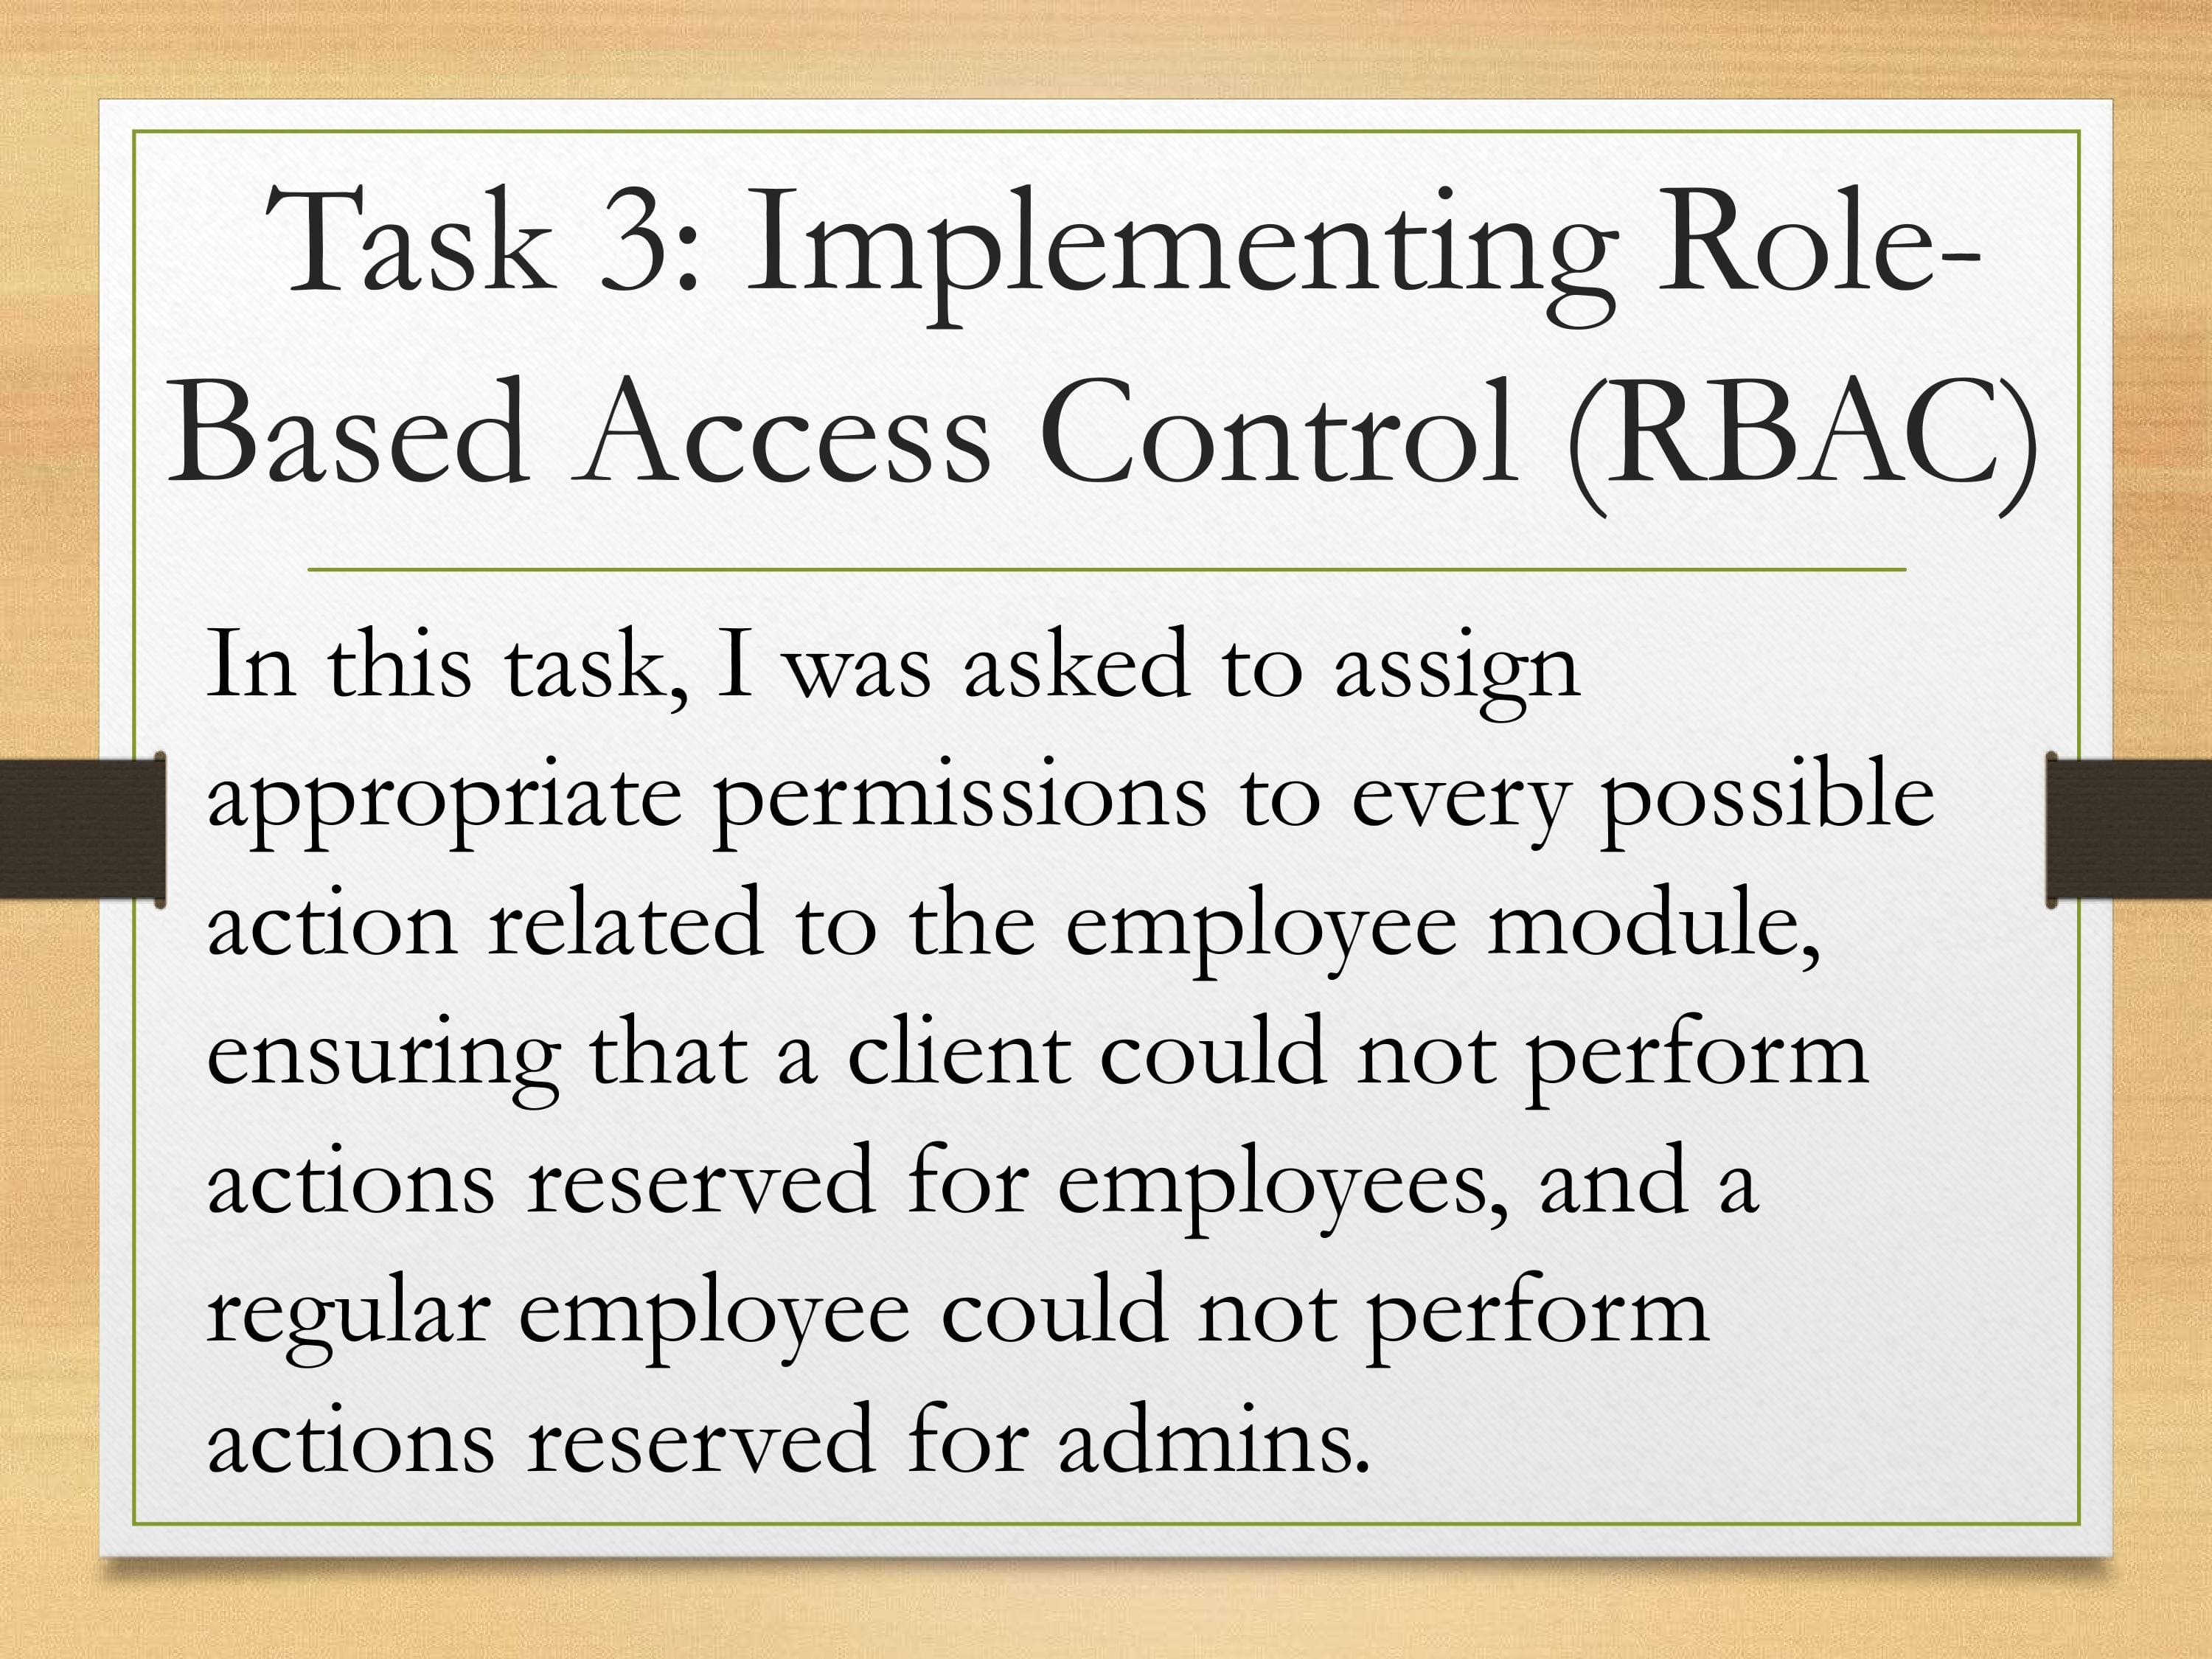 Task 3: Implementing Role-
Based Access Control (RBAC)
In this task, I was asked to assign
appropriate permissions to every possible
action related to the employee module,
ensuring that a client could not perform
actions reserved for employees, and a
regular employee could not perform
actions reserved for admins.